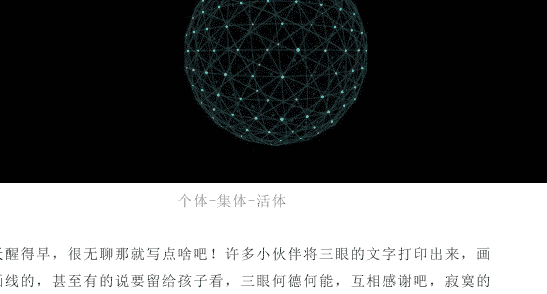 个体-集体-活体
醒得早，很无聊那就写点啥吧！许多小伙伴将三眼的文字打印出来，画
线的，甚至有的说要留给孩子看，三眼何德何能，互相感谢吧，寂寞的